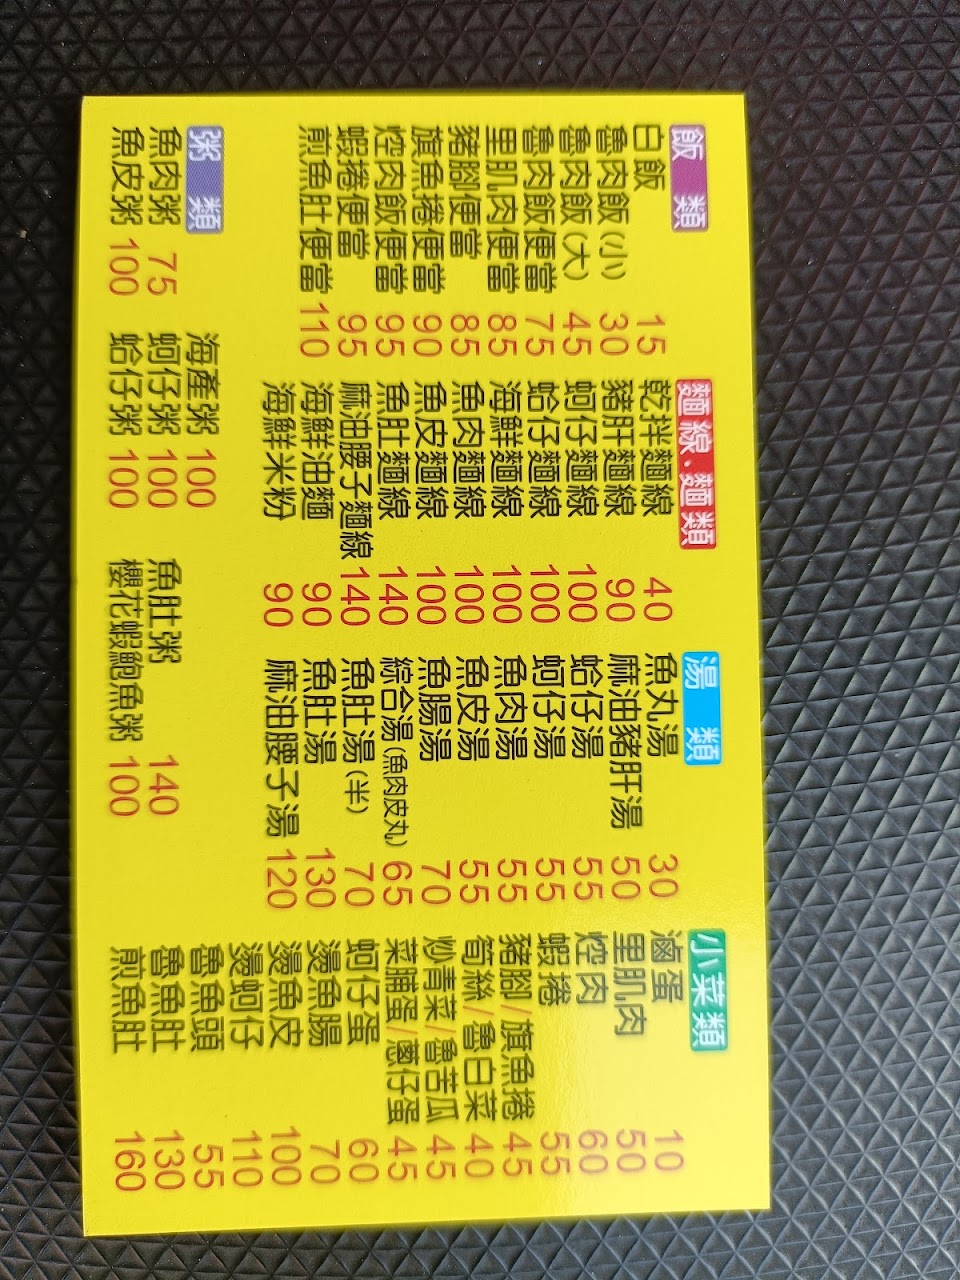 飯 類
白飯 15
魯肉飯(小) 30
魯肉飯(大) 45
魯肉飯便當 75
里肌肉便當 85
豬腳便當 85
旗魚捲便當 90
焢肉飯便當 95
蝦捲便當 95
煎魚肚便當 110
麵線.麵類
乾拌麵線 40
豬肝麵線 90
蚵仔麵線 100
蛤仔麵線 100
海鮮麵線 100
魚肉麵線 100
魚皮麵線 100
魚肚麵線 140
麻油腰子麵線 140
海鮮油麵 90
海鮮米粉 90
湯 類
魚丸湯 30
麻油豬肝湯 50
蛤仔湯 55
蚵仔湯 55
魚肉湯 55
魚皮湯 55
魚腸湯 70
綜合湯(魚肉皮丸) 65
魚肚湯(半) 70
魚肚湯 130
麻油腰子湯 120
小菜類
滷蛋 10
里肌肉 50
焢肉 60
蝦捲 55
豬腳/旗魚捲 45
筍絲/魯白菜 40
炒青菜/魯苦瓜 45
菜脯蛋/蔥仔蛋 45
蚵仔蛋 60
燙魚腸 70
燙魚皮 100
燙蚵仔 110
魯魚頭 55
魯魚肚 130
煎魚肚 160
粥 類
魚肉粥 75
魚皮粥 100
海產粥 100
蚵仔粥 100
蛤仔粥 100
魚肚粥 140
櫻花蝦鮑魚粥 100